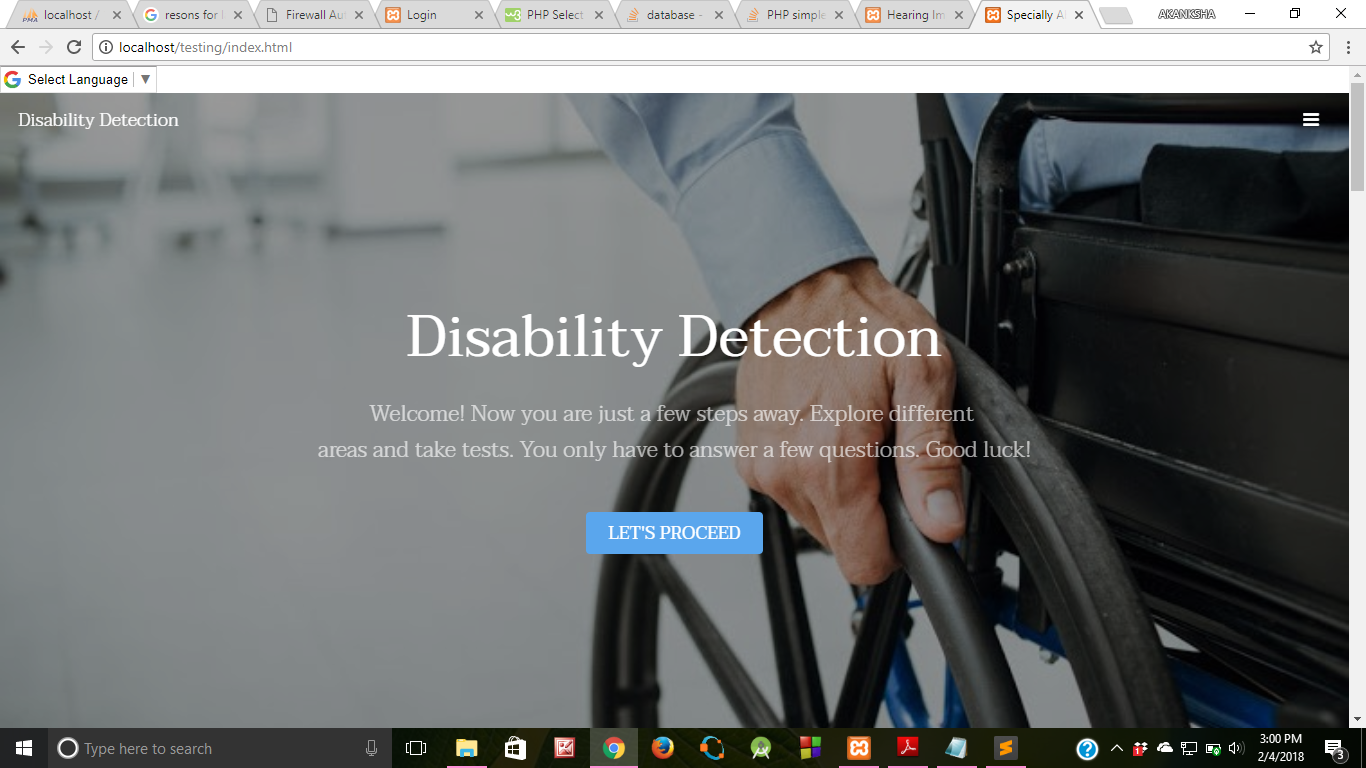 localhost /
resons for
Firewall Au
Login
PHP Select
database -
PHP simple
Hearing Im
Specially A
AKANKSHA
localhost/testing/index.html
Select Language
Disability Detection
Disability Detection
Welcome! Now you are just a few steps away. Explore different
areas and take tests. You only have to answer a few questions. Good luck!
LET'S PROCEED
Type here to search
3:00 PM
2/4/2018
3